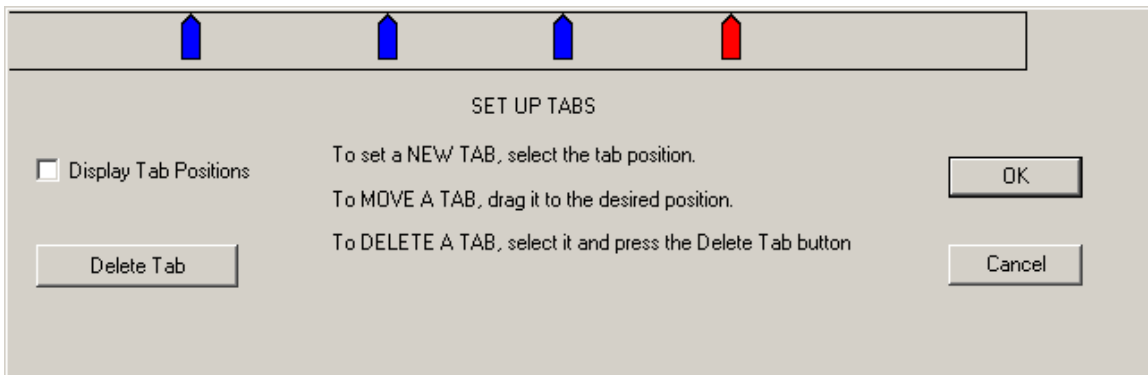 SET UP TABS
Display Tab Positions
To set a NEW TAB, select the tab position.
To MOVE A TAB, drag it to the desired position.
To DELETE A TAB, select it and press the Delete Tab button
OK
Delete Tab
Cancel